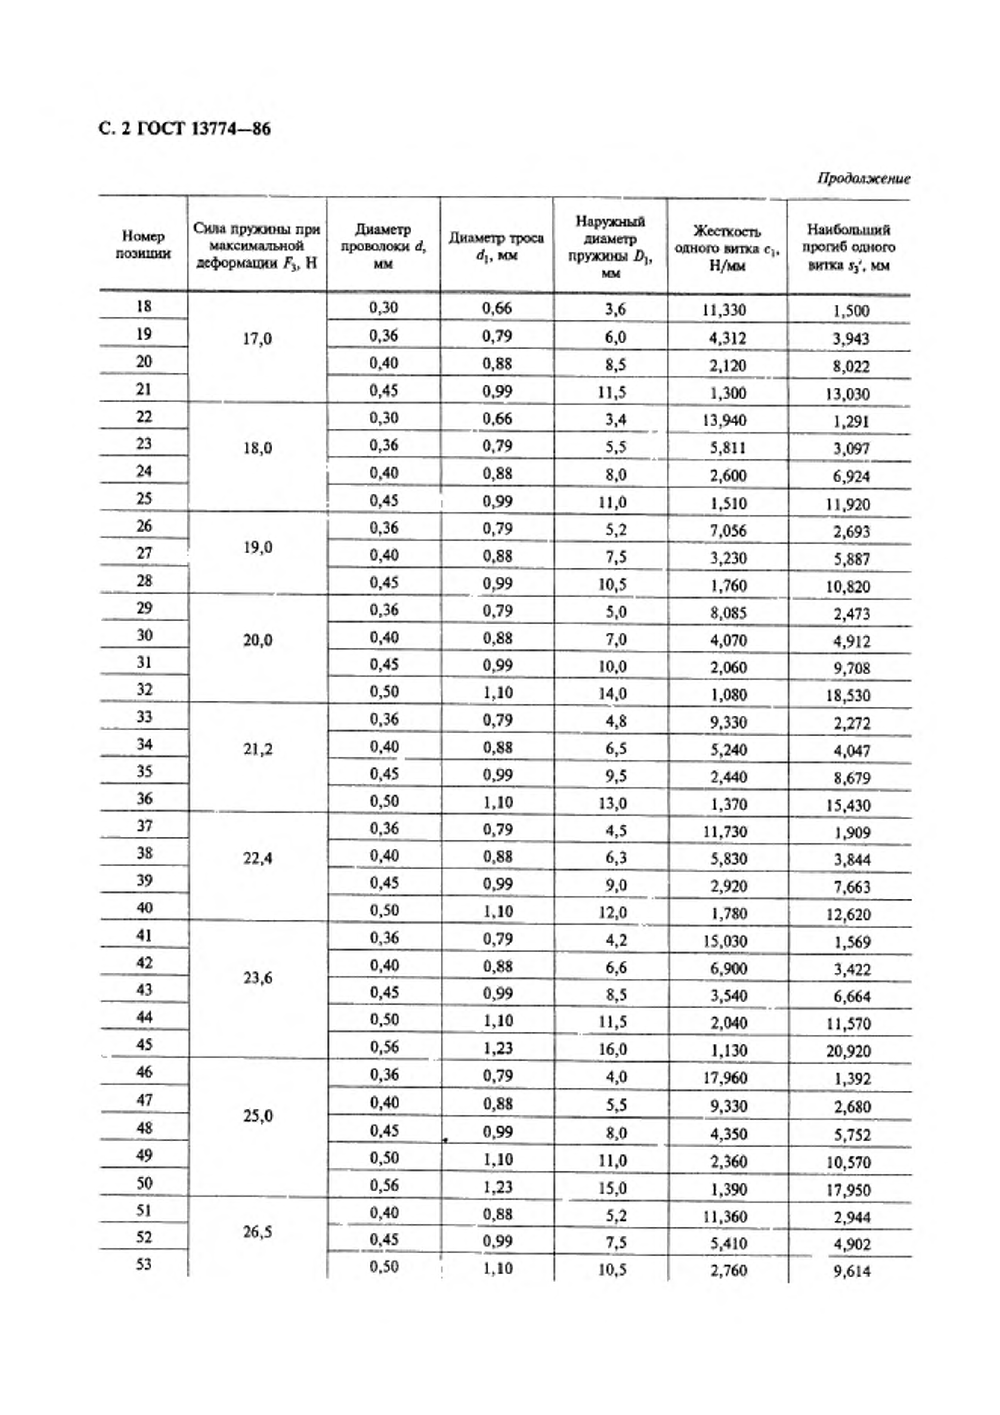 С. 2 ГОСТ 13774—86
Продолжение
Номер позиции | Сила пружины при максимальной деформации F₃, Н | Диаметр проволоки d, мм | Диаметр троса d₁, мм | Наружный диаметр пружины D₁, мм | Жесткость одного витка c₁, Н/мм | Наибольший прогиб одного витка s₃′, мм
18 | 17,0 | 0,30 | 0,66 | 3,6 | 11,330 | 1,500
19 | 0,36 | 0,79 | 6,0 | 4,312 | 3,943
20 | 0,40 | 0,88 | 8,5 | 2,120 | 8,022
21 | 0,45 | 0,99 | 11,5 | 1,300 | 13,030
22 | 18,0 | 0,30 | 0,66 | 3,4 | 13,940 | 1,291
23 | 0,36 | 0,79 | 5,5 | 5,811 | 3,097
24 | 0,40 | 0,88 | 8,0 | 2,600 | 6,924
25 | 0,45 | 0,99 | 11,0 | 1,510 | 11,920
26 | 19,0 | 0,36 | 0,79 | 5,2 | 7,056 | 2,693
27 | 0,40 | 0,88 | 7,5 | 3,230 | 5,887
28 | 0,45 | 0,99 | 10,5 | 1,760 | 10,820
29 | 20,0 | 0,36 | 0,79 | 5,0 | 8,085 | 2,473
30 | 0,40 | 0,88 | 7,0 | 4,070 | 4,912
31 | 0,45 | 0,99 | 10,0 | 2,060 | 9,708
32 | 0,50 | 1,10 | 14,0 | 1,080 | 18,530
33 | 21,2 | 0,36 | 0,79 | 4,8 | 9,330 | 2,272
34 | 0,40 | 0,88 | 6,5 | 5,240 | 4,047
35 | 0,45 | 0,99 | 9,5 | 2,440 | 8,679
36 | 0,50 | 1,10 | 13,0 | 1,370 | 15,430
37 | 22,4 | 0,36 | 0,79 | 4,5 | 11,730 | 1,909
38 | 0,40 | 0,88 | 6,3 | 5,830 | 3,844
39 | 0,45 | 0,99 | 9,0 | 2,920 | 7,663
40 | 0,50 | 1,10 | 12,0 | 1,780 | 12,620
41 | 23,6 | 0,36 | 0,79 | 4,2 | 15,030 | 1,569
42 | 0,40 | 0,88 | 6,6 | 6,900 | 3,422
43 | 0,45 | 0,99 | 8,5 | 3,540 | 6,664
44 | 0,50 | 1,10 | 11,5 | 2,040 | 11,570
45 | 0,56 | 1,23 | 16,0 | 1,130 | 20,920
46 | 25,0 | 0,36 | 0,79 | 4,0 | 17,960 | 1,392
47 | 0,40 | 0,88 | 5,5 | 9,330 | 2,680
48 | 0,45 | 0,99 | 8,0 | 4,350 | 5,752
49 | 0,50 | 1,10 | 11,0 | 2,360 | 10,570
50 | 0,56 | 1,23 | 15,0 | 1,390 | 17,950
51 | 26,5 | 0,40 | 0,88 | 5,2 | 11,360 | 2,944
52 | 0,45 | 0,99 | 7,5 | 5,410 | 4,902
53 | 0,50 | 1,10 | 10,5 | 2,760 | 9,614